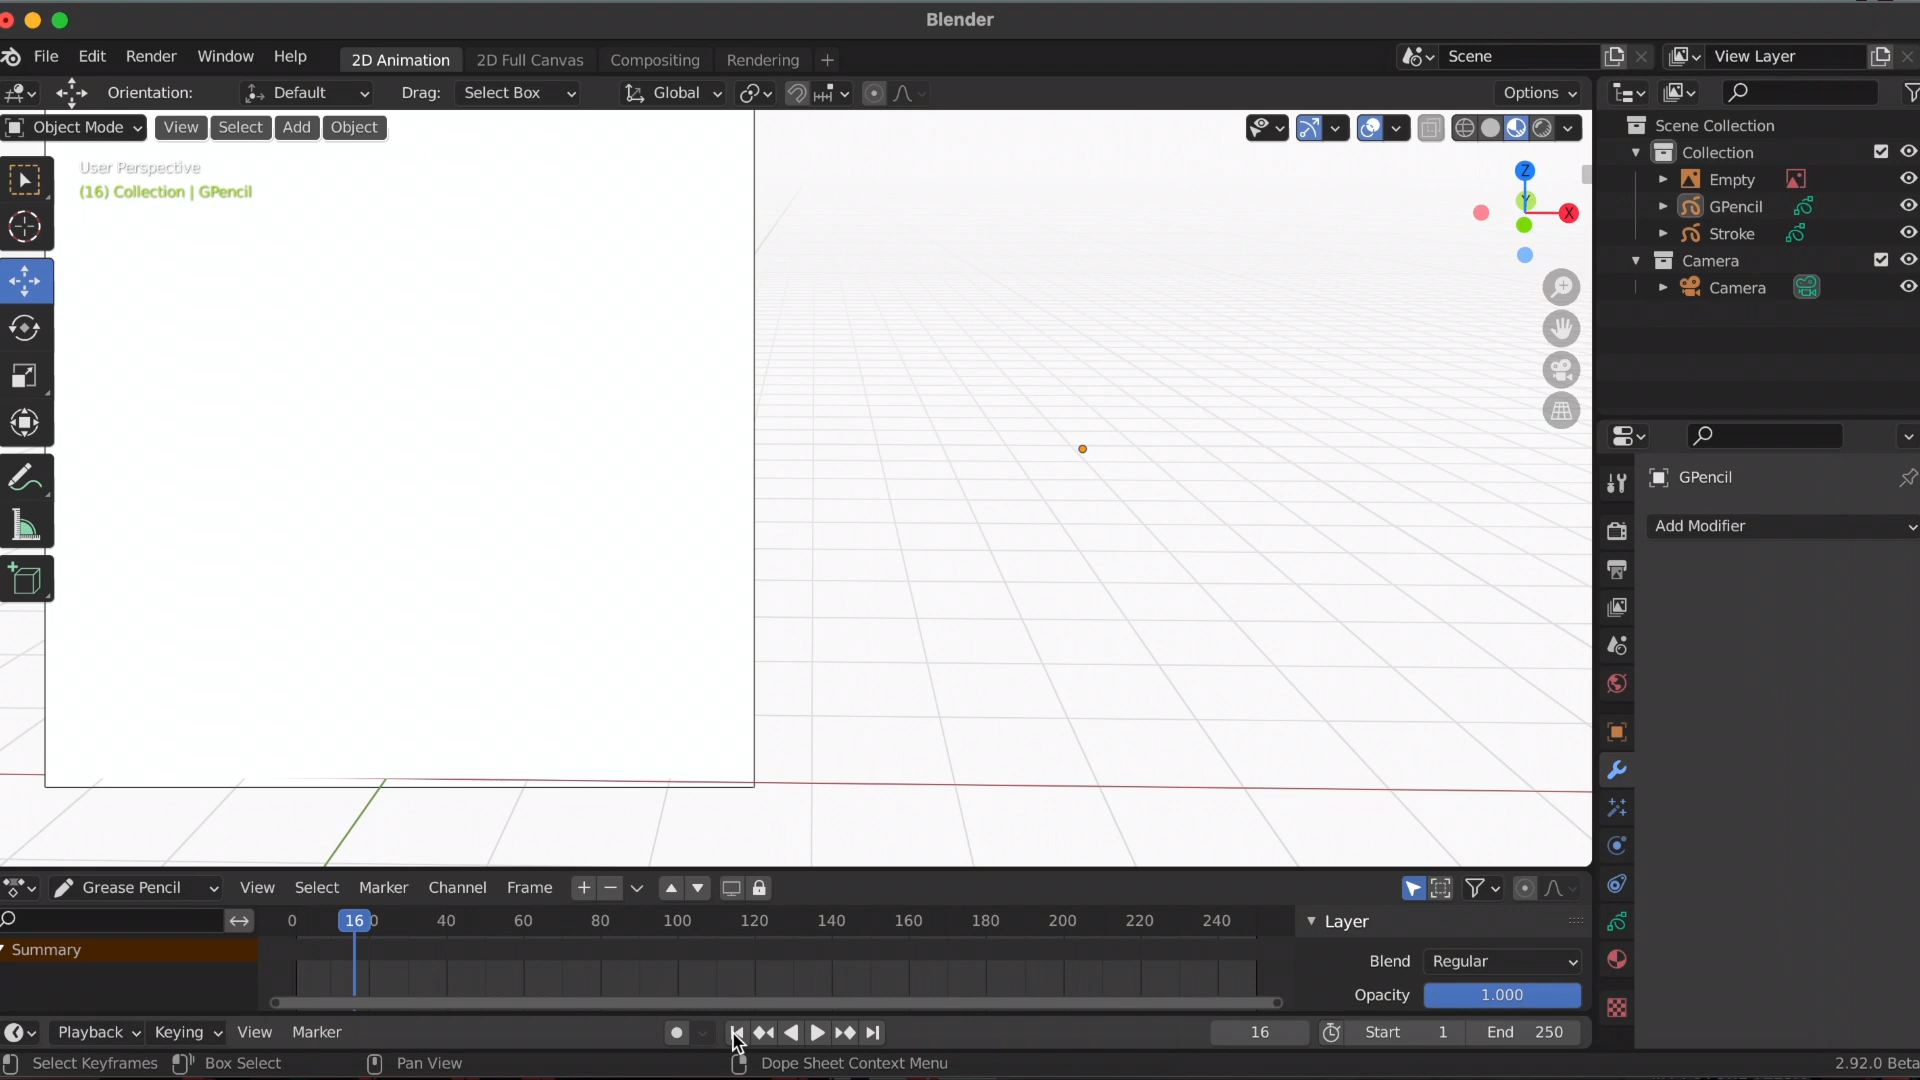 Blender
File Edit Render Window Help 2D Animation 2D Full Canvas Compositing Rendering + Scene View Layer
Orientation: Default Drag: Select Box Global Options
Object Mode View Select Add Object
User Perspective
(16) Collection | GPencil
Z
Y
X
Scene Collection
Collection
Empty
GPencil
Stroke
Camera
Camera
GPencil
Add Modifier
Grease Pencil View Select Marker Channel Frame
0 16 40 60 80 100 120 140 160 180 200 220 240
Summary
Layer
Blend Regular
Opacity 1.000
Playback Keying View Marker 16 Start 1 End 250
Select Keyframes Box Select Pan View Dope Sheet Context Menu 2.92.0 Beta